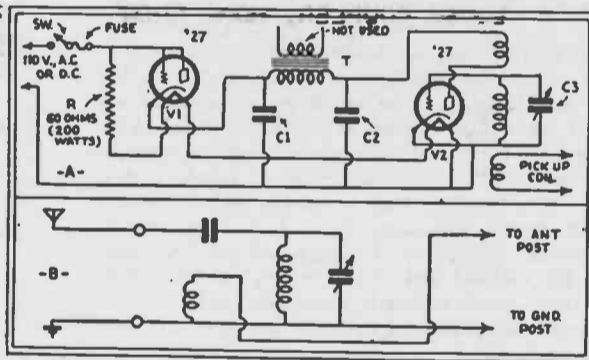 SW.
FUSE
110 V., A.C.
OR D.C.
R
60 OHMS
(200
WATTS)
-A-
'27
V1
NOT USED
T
C1
C2
'27
V2
C3
PICK UP
COIL
-B-
TO ANT.
POST
TO GND.
POST